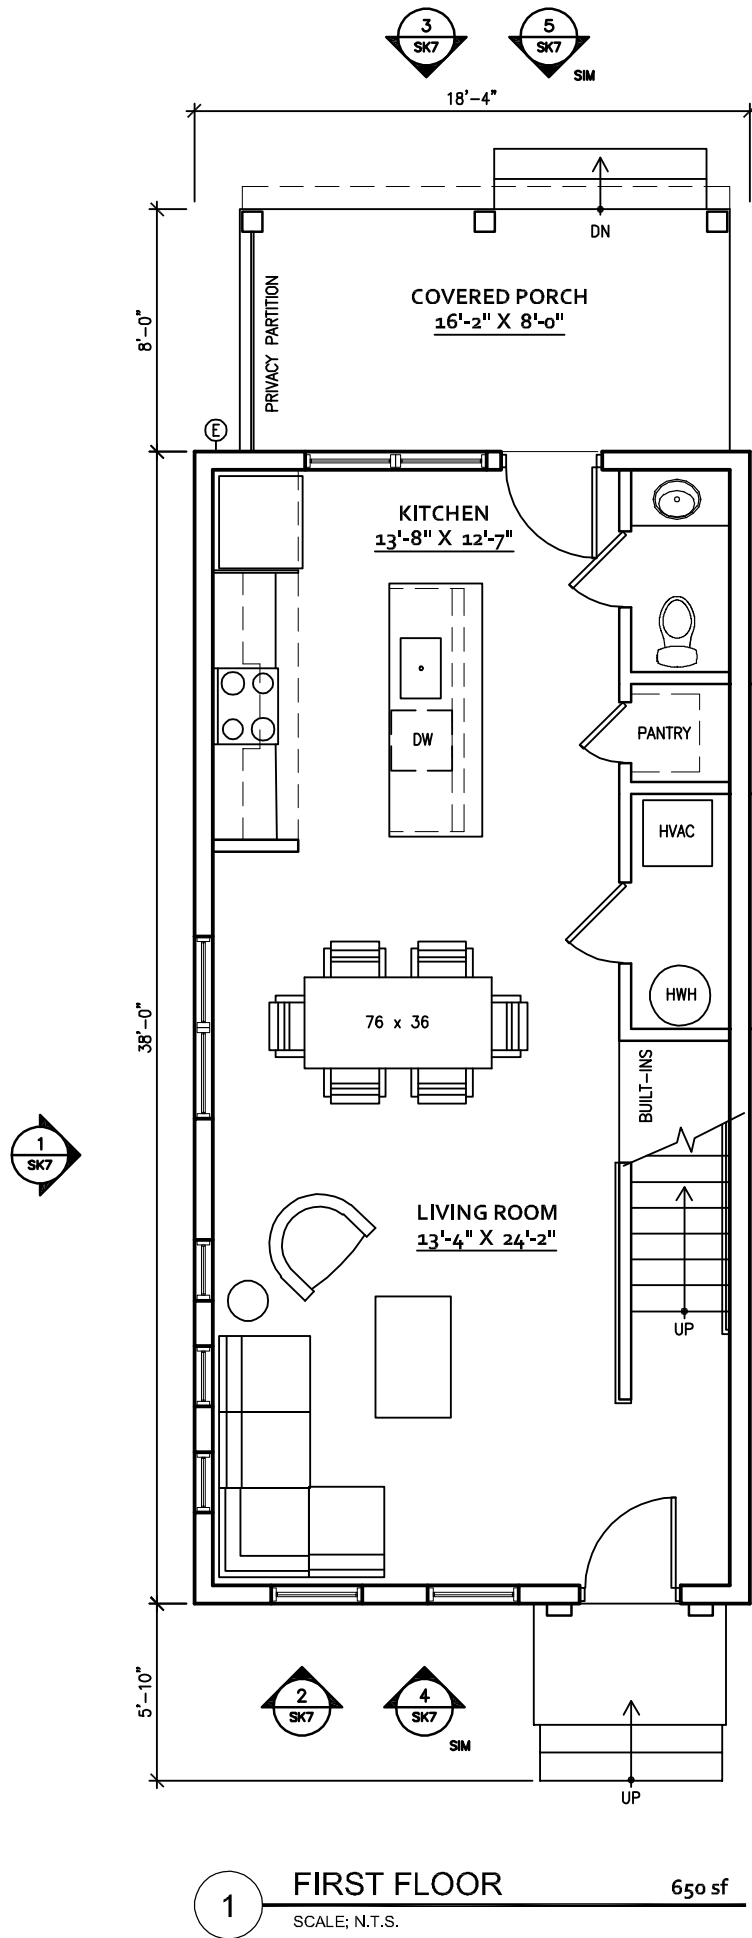 3
SK7
5
SK7
SIM
18'-4"
DN
COVERED PORCH
16'-2" X 8'-0"
PRIVACY PARTITION
8'-0"
E
KITCHEN
13'-8" X 12'-7"
DW
PANTRY
HVAC
HWH
76 x 36
38'-0"
BUILT-INS
1
SK7
LIVING ROOM
13'-4" X 24'-2"
UP
5'-10"
2
SK7
4
SK7
SIM
UP
1
FIRST FLOOR
650 sf
SCALE; N.T.S.